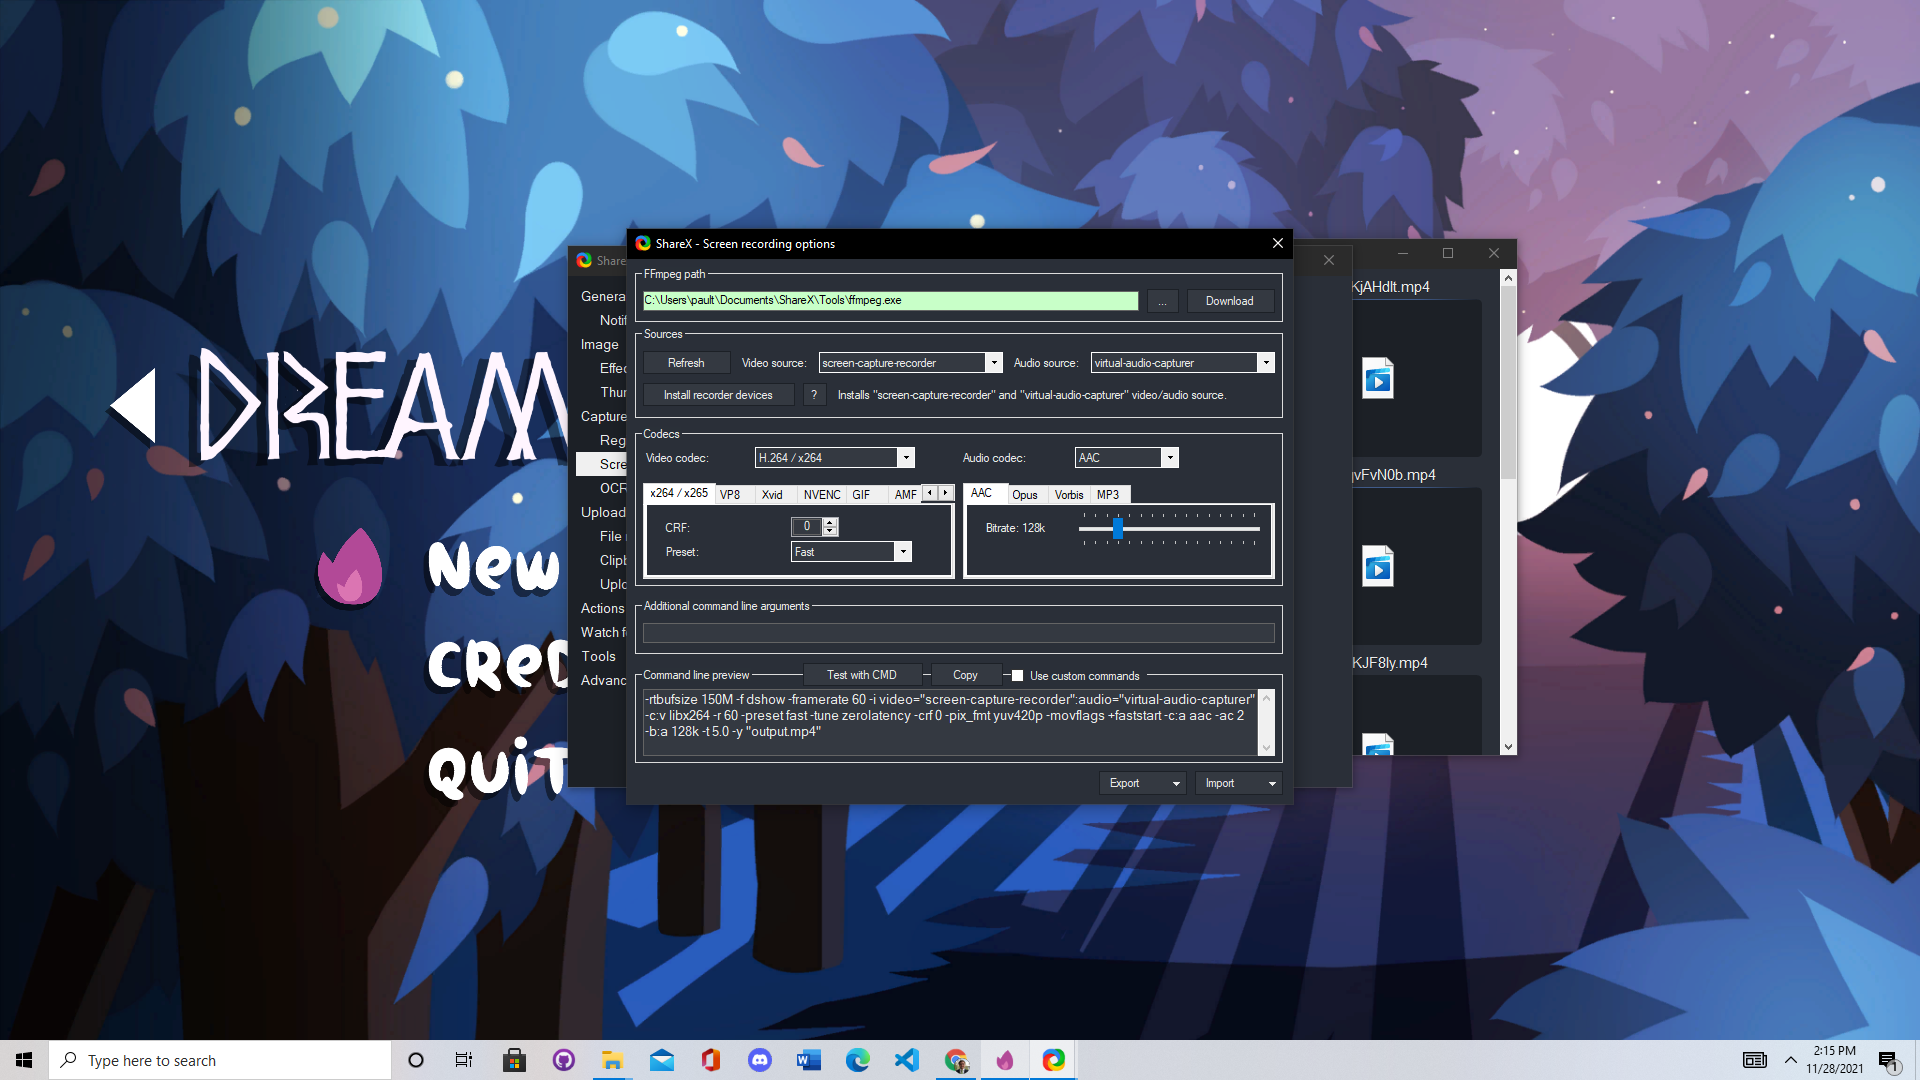 ShareX - Screen recording options
FFmpeg path
C:\Users\pault\Documents\ShareX\Tools\ffmpeg.exe
...
Download
Sources
Refresh
Video source:
screen-capture-recorder
Audio source:
virtual-audio-capturer
Install recorder devices
?
Installs "screen-capture-recorder" and "virtual-audio-capturer" video/audio source.
Codecs
Video codec:
H.264 / x264
Audio codec:
AAC
x264 / x265
VP8
Xvid
NVENC
GIF
AMF
AAC
Opus
Vorbis
MP3
CRF:
0
Preset:
Fast
Bitrate: 128k
Additional command line arguments
Command line preview
Test with CMD
Copy
Use custom commands
-rtbufsize 150M -f dshow -framerate 60 -i video="screen-capture-recorder":audio="virtual-audio-capturer"
-c:v libx264 -r 60 -preset fast -tune zerolatency -crf 0 -pix_fmt yuv420p -movflags +faststart -c:a aac -ac 2
-b:a 128k -t 5.0 -y "output.mp4"
Export
Import
Share
Genera
Notif
Image
Effec
Thur
Capture
Reg
Scre
OCR
Upload
File
Clipb
Uplo
Actions
Watch f
Tools
Advanc
KjAHdlt.mp4
qvFvN0b.mp4
KJF8ly.mp4
DREAM
New
Cred
Quit
Type here to search
2:15 PM
11/28/2021
1